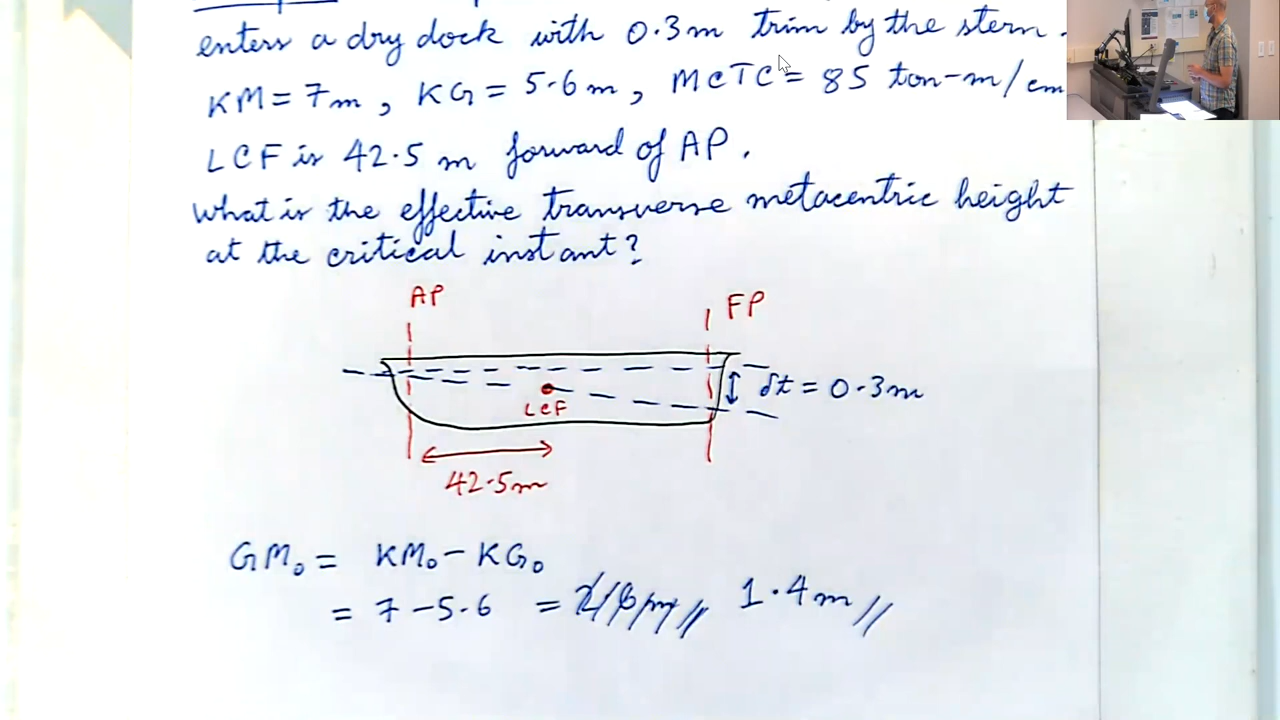 enters a dry dock with 0.3m trim by the stern.
KM = 7m, KG = 5.6m, MCTC = 85 ton-m/cm
LCF is 42.5 m forward of AP.
What is the effective transverse metacentric height
at the critical instant?
AP
FP
δt = 0.3m
LCF
42.5m
GM₀ = KM₀ - KG₀
= 7 - 5.6 = 1.4m //